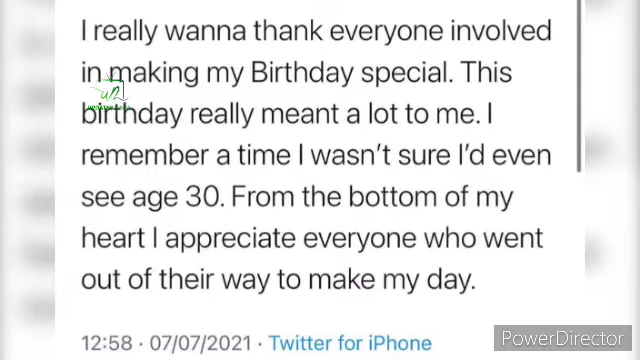 I really wanna thank everyone involved
in making my Birthday special. This
birthday really meant a lot to me. I
remember a time I wasn't sure I'd even
see age 30. From the bottom of my
heart I appreciate everyone who went
out of their way to make my day.
12:58 · 07/07/2021 · Twitter for iPhone
PowerDirector